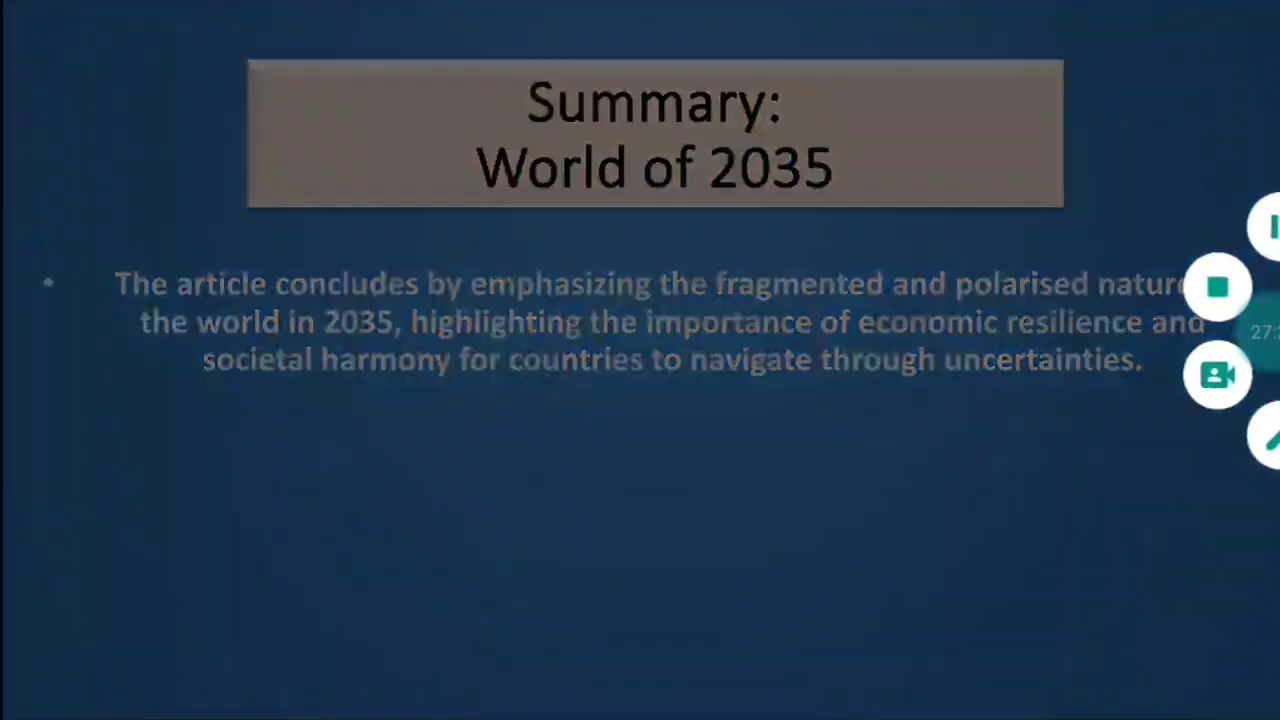 Summary:
World of 2035
• The article concludes by emphasizing the fragmented and polarised nature
the world in 2035, highlighting the importance of economic resilience and
societal harmony for countries to navigate through uncertainties.
27: